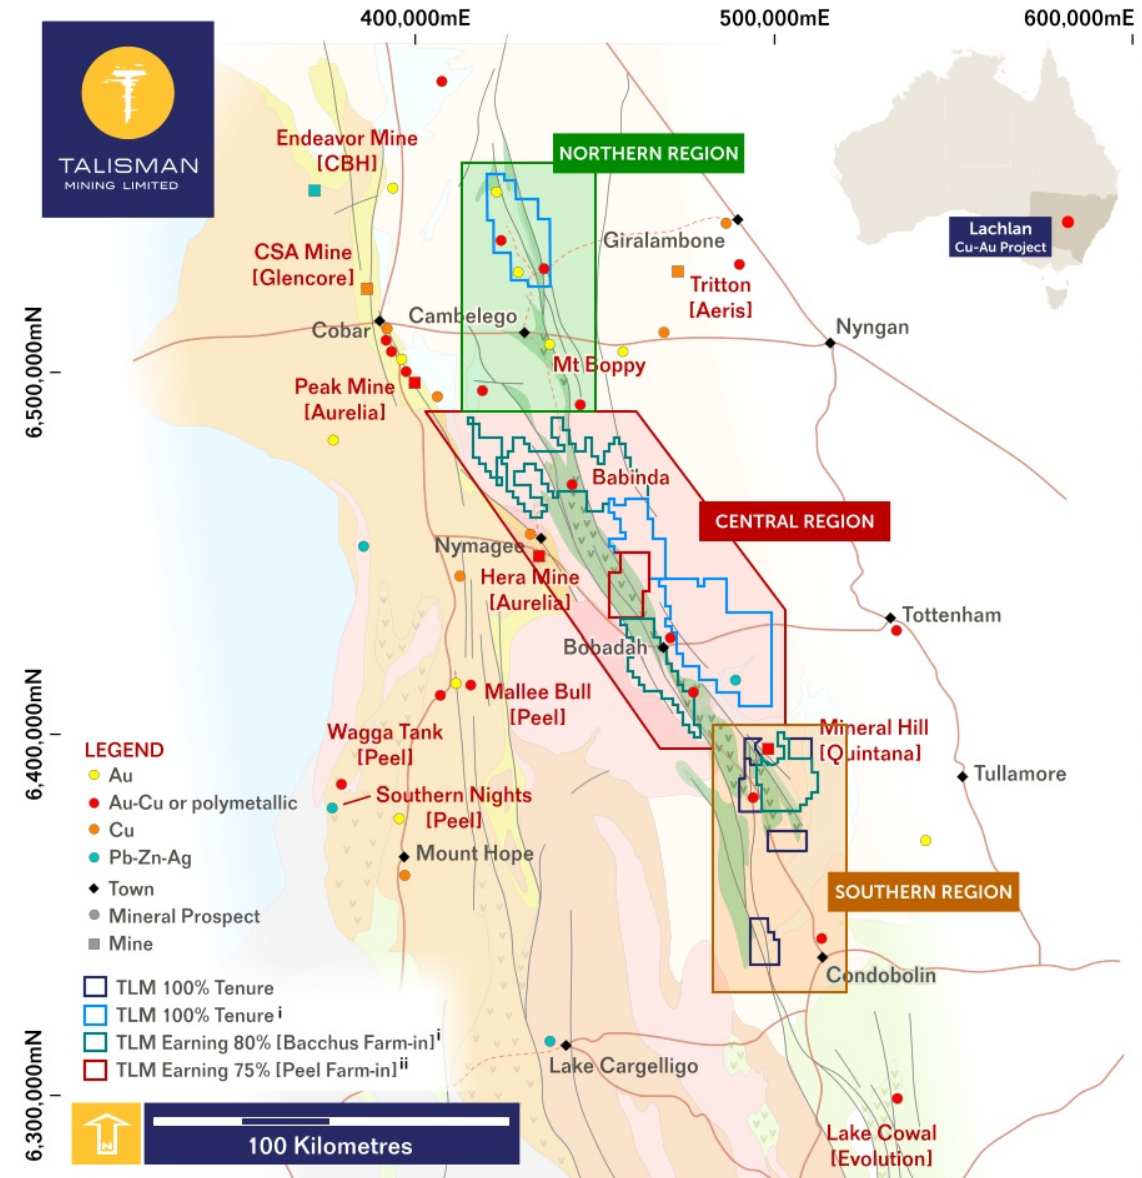 400,000mE
500,000mE
600,000mE
TALISMAN
MINING LIMITED
Endeavor Mine
[CBH]
NORTHERN REGION
Lachlan
Cu-Au Project
CSA Mine
[Glencore]
Giralambone
Tritton
[Aeris]
Cambelego
Cobar
Nyngan
6,500,000mN
Mt Boppy
Peak Mine
[Aurelia]
Babinda
CENTRAL REGION
Nymagee
Hera Mine
[Aurelia]
Tottenham
Bobadah
Mallee Bull
[Peel]
6,400,000mN
Wagga Tank
[Peel]
Mineral Hill
[Quintana]
Tullamore
Southern Nights
[Peel]
Mount Hope
SOUTHERN REGION
Condobolin
LEGEND
Au
Au-Cu or polymetallic
Cu
Pb-Zn-Ag
Town
Mineral Prospect
Mine
TLM 100% Tenure
TLM 100% Tenure i
TLM Earning 80% [Bacchus Farm-in] i
TLM Earning 75% [Peel Farm-in] ii
Lake Cargelligo
6,300,000mN
N
100 Kilometres
Lake Cowal
[Evolution]